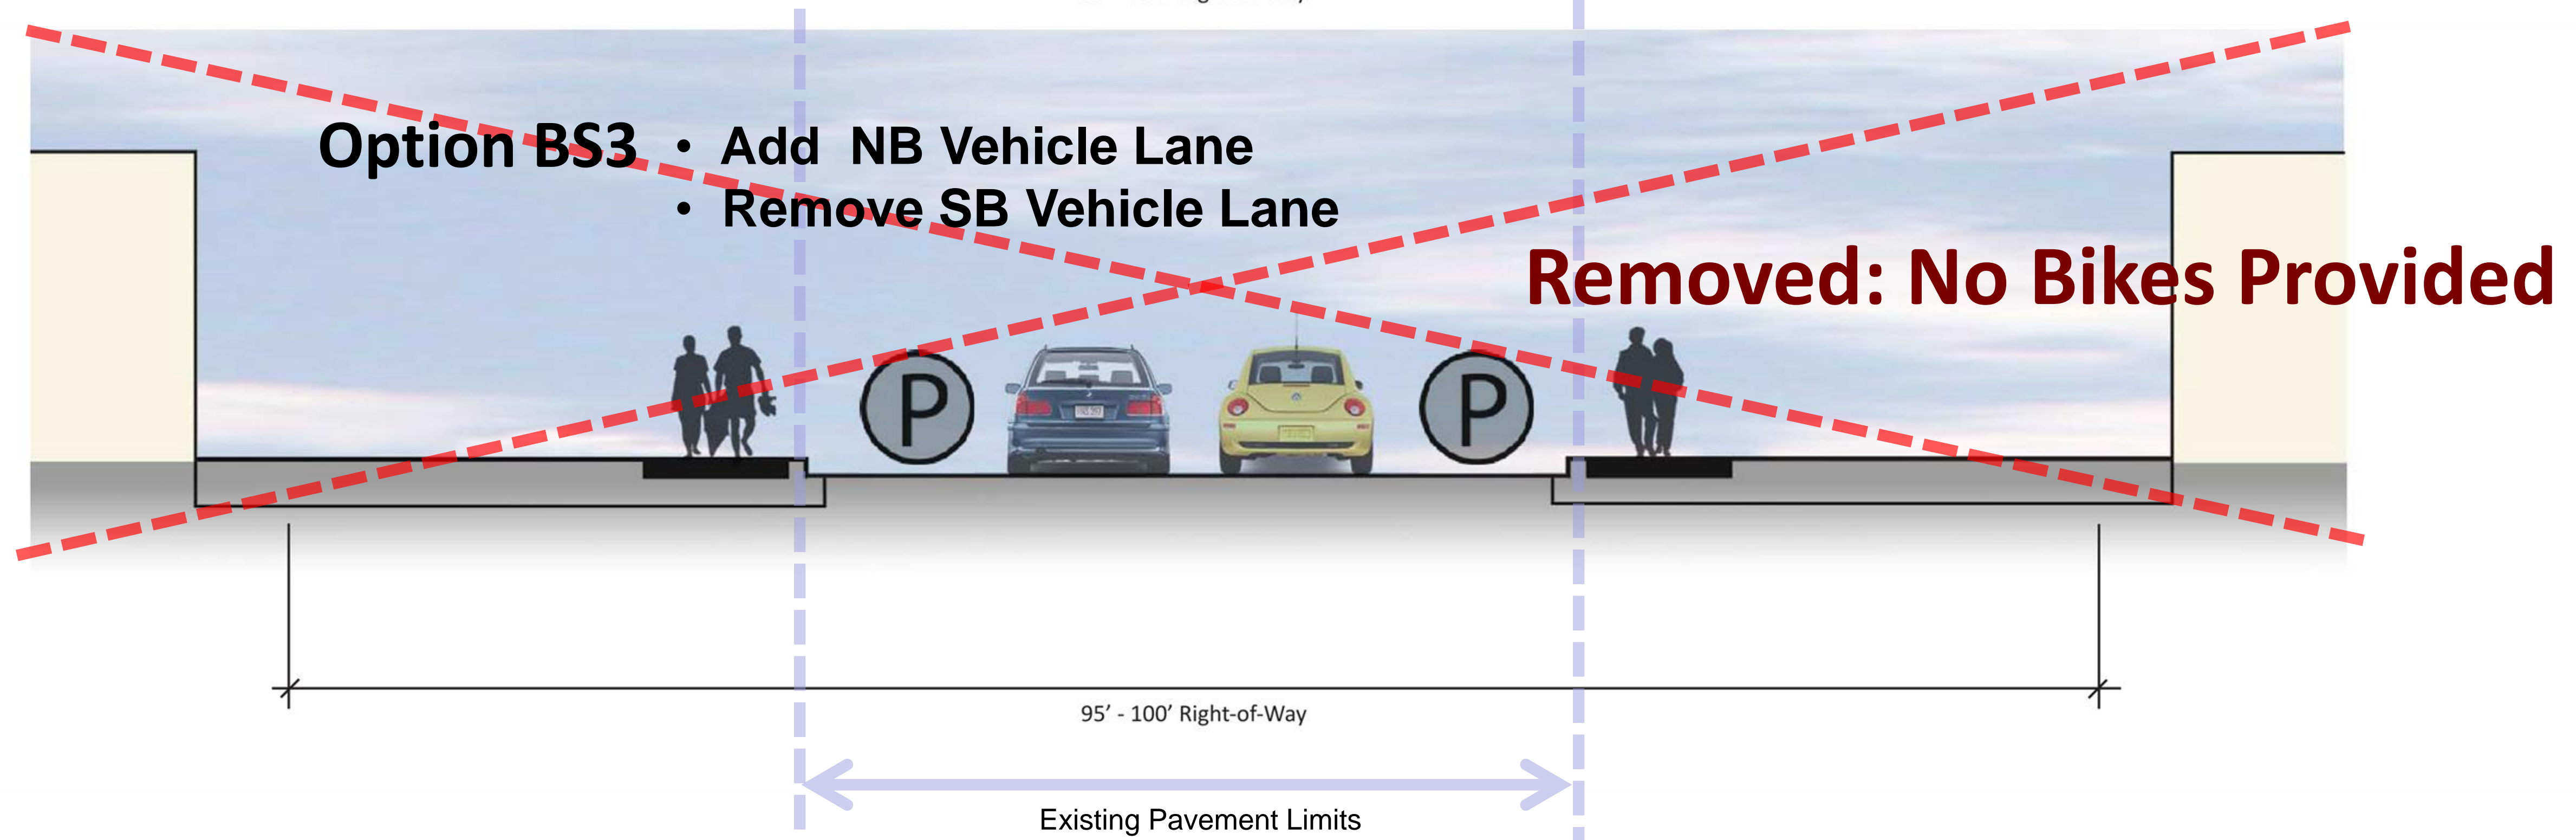 Option BS3
• Add NB Vehicle Lane
• Remove SB Vehicle Lane
Removed: No Bikes Provided
P P
95' - 100' Right-of-Way
Existing Pavement Limits